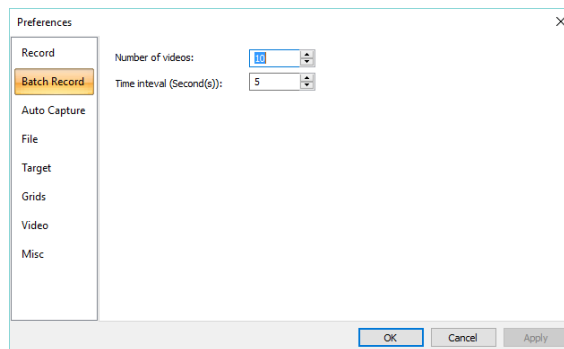 Preferences
Record
Batch Record
Auto Capture
File
Target
Grids
Video
Misc
Number of videos: 10
Time inteval (Second(s)): 5
OK Cancel Apply